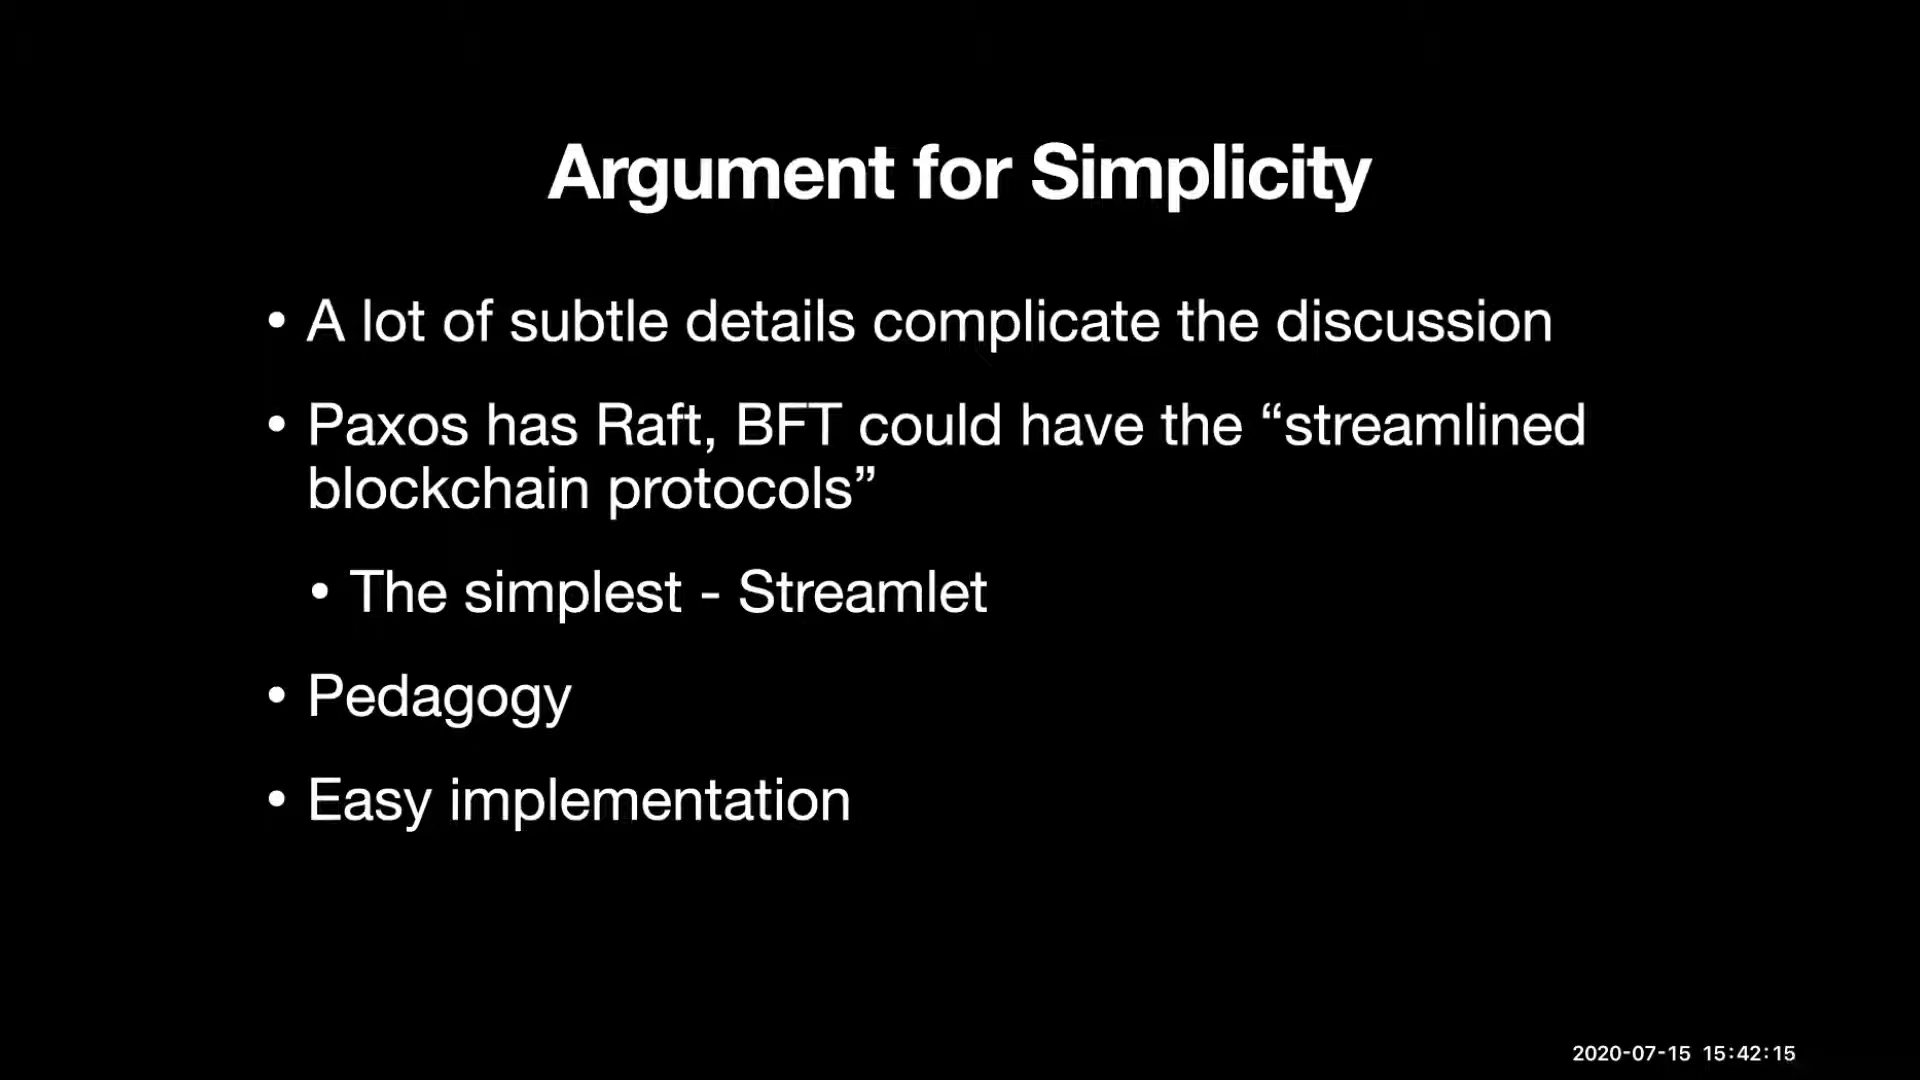 Argument for Simplicity
• A lot of subtle details complicate the discussion
• Paxos has Raft, BFT could have the “streamlined
blockchain protocols”
• The simplest - Streamlet
• Pedagogy
• Easy implementation
2020-07-15 15:42:15